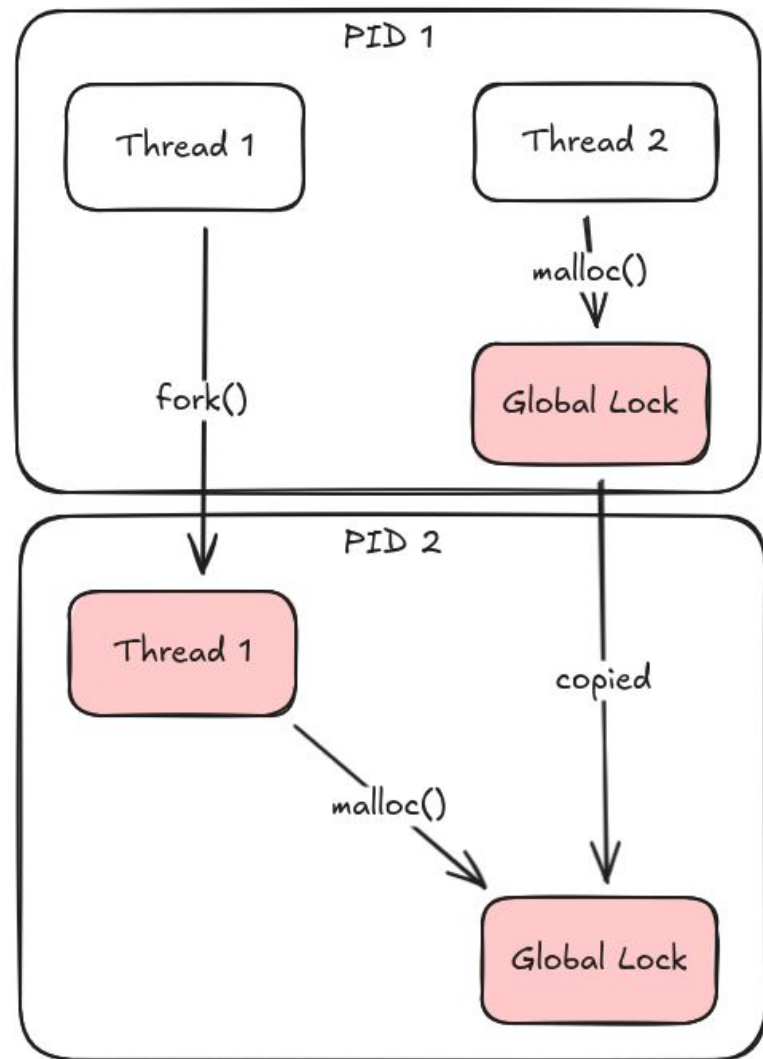 PID 1
Thread 1
Thread 2
malloc()
fork()
Global Lock
PID 2
Thread 1
copied
malloc()
Global Lock